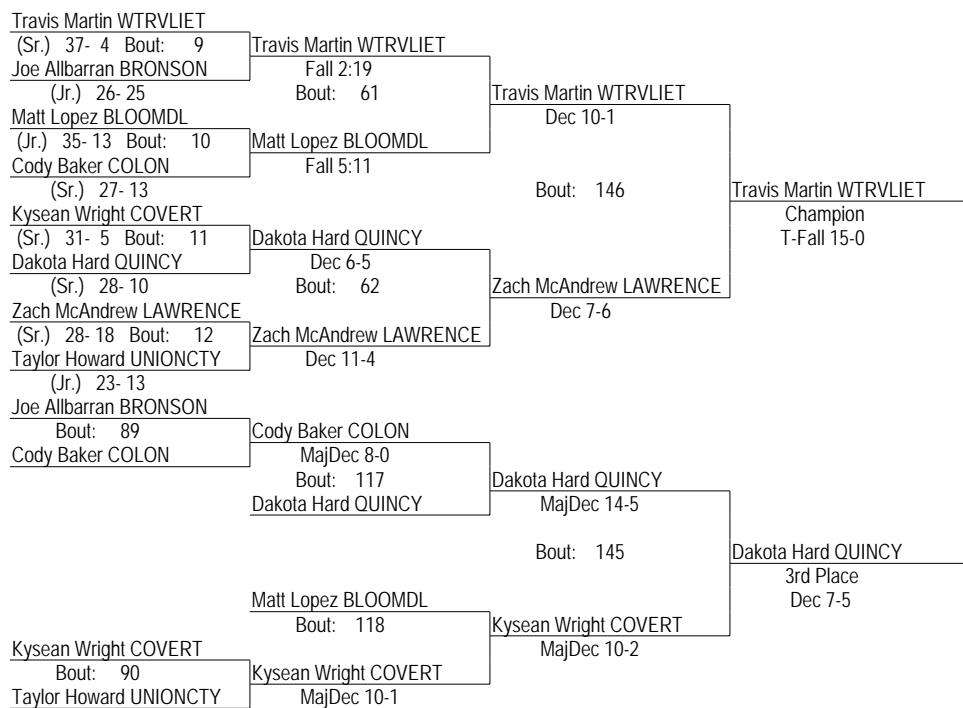 Travis Martin WTRVLIET
(Sr.) 37- 4 Bout: 9
Joe Allbarran BRONSON
(Jr.) 26- 25
Matt Lopez BLOOMDL
(Jr.) 35- 13 Bout: 10
Cody Baker COLON
(Sr.) 27- 13
Kysean Wright COVERT
(Sr.) 31- 5 Bout: 11
Dakota Hard QUINCY
(Sr.) 28- 10
Zach McAndrew LAWRENCE
(Sr.) 28- 18 Bout: 12
Taylor Howard UNIONCTY
(Jr.) 23- 13
Travis Martin WTRVLIET
Fall 2:19
Bout: 61
Matt Lopez BLOOMDL
Fall 5:11
Dakota Hard QUINCY
Dec 6-5
Bout: 62
Zach McAndrew LAWRENCE
Dec 11-4
Travis Martin WTRVLIET
Dec 10-1
Bout: 146
Zach McAndrew LAWRENCE
Dec 7-6
Travis Martin WTRVLIET
Champion
T-Fall 15-0
Joe Allbarran BRONSON
Bout: 89
Cody Baker COLON
Cody Baker COLON
MajDec 8-0
Bout: 117
Dakota Hard QUINCY
Dakota Hard QUINCY
MajDec 14-5
Bout: 145
Matt Lopez BLOOMDL
Bout: 118
Kysean Wright COVERT
Bout: 90
Taylor Howard UNIONCTY
Kysean Wright COVERT
MajDec 10-1
Kysean Wright COVERT
MajDec 10-2
Dakota Hard QUINCY
3rd Place
Dec 7-5